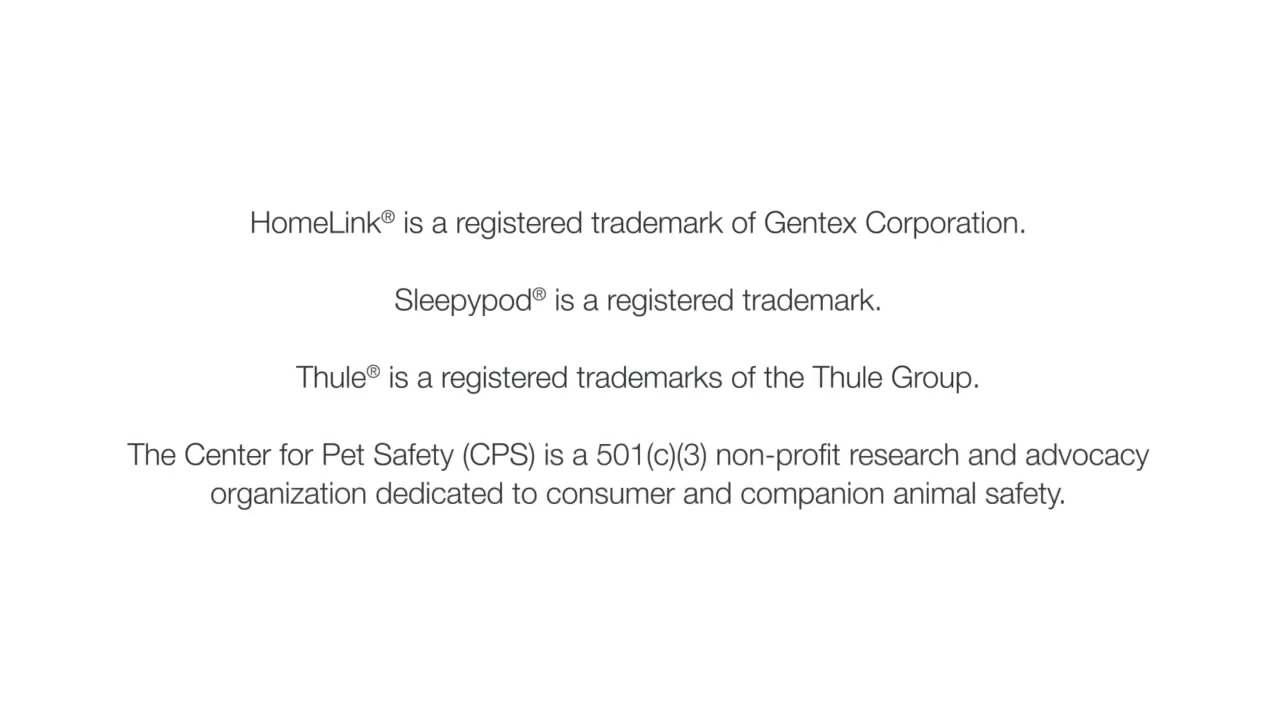 HomeLink® is a registered trademark of Gentex Corporation.
Sleepypod® is a registered trademark.
Thule® is a registered trademarks of the Thule Group.
The Center for Pet Safety (CPS) is a 501(c)(3) non-profit research and advocacy
organization dedicated to consumer and companion animal safety.